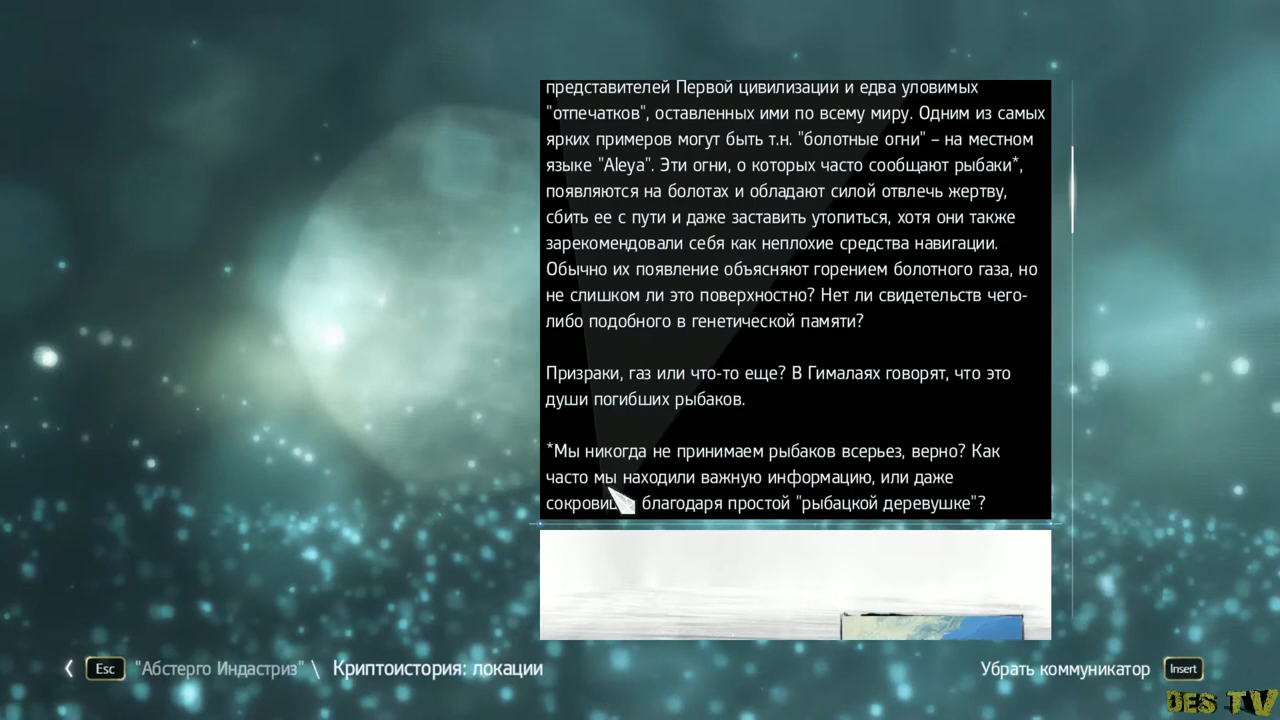 представителей Первой цивилизации и едва уловимых
"отпечатков", оставленных ими по всему миру. Одним из самых
ярких примеров могут быть т.н. "болотные огни" – на местном
языке "Aleya". Эти огни, о которых часто сообщают рыбаки*,
появляются на болотах и обладают силой отвлечь жертву,
сбить ее с пути и даже заставить утопиться, хотя они также
зарекомендовали себя как неплохие средства навигации.
Обычно их появление объясняют горением болотного газа, но
не слишком ли это поверхностно? Нет ли свидетельств чего-
либо подобного в генетической памяти?
Призраки, газ или что-то еще? В Гималаях говорят, что это
души погибших рыбаков.
*Мы никогда не принимаем рыбаков всерьез, верно? Как
часто мы находили важную информацию, или даже
благодаря простой "рыбацкой деревушке"?
Esc "Абстерго Индастриз" \ Криптоистория: локации
Убрать коммуникатор Insert
DES TV